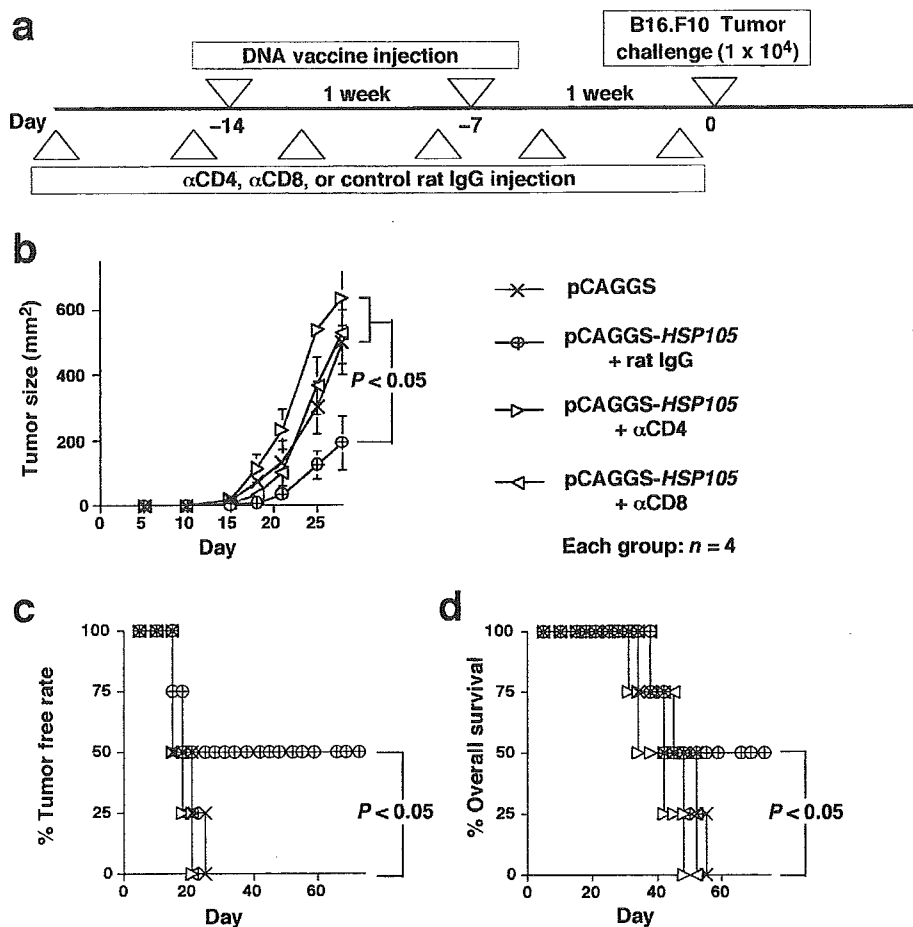 a
DNA vaccine injection
B16.F10 Tumor
challenge (1 x 10⁴)
1 week
1 week
Day
–14
–7
0
αCD4, αCD8, or control rat IgG injection
b
Tumor size (mm²)
600
400
200
0
0
5
10
15
20
25
Day
P < 0.05
pCAGGS
pCAGGS-HSP105
+ rat IgG
pCAGGS-HSP105
+ αCD4
pCAGGS-HSP105
+ αCD8
Each group: n = 4
c
% Tumor free rate
100
75
50
25
0
0
20
40
60
Day
P < 0.05
d
% Overall survival
100
75
50
25
0
0
20
40
60
Day
P < 0.05